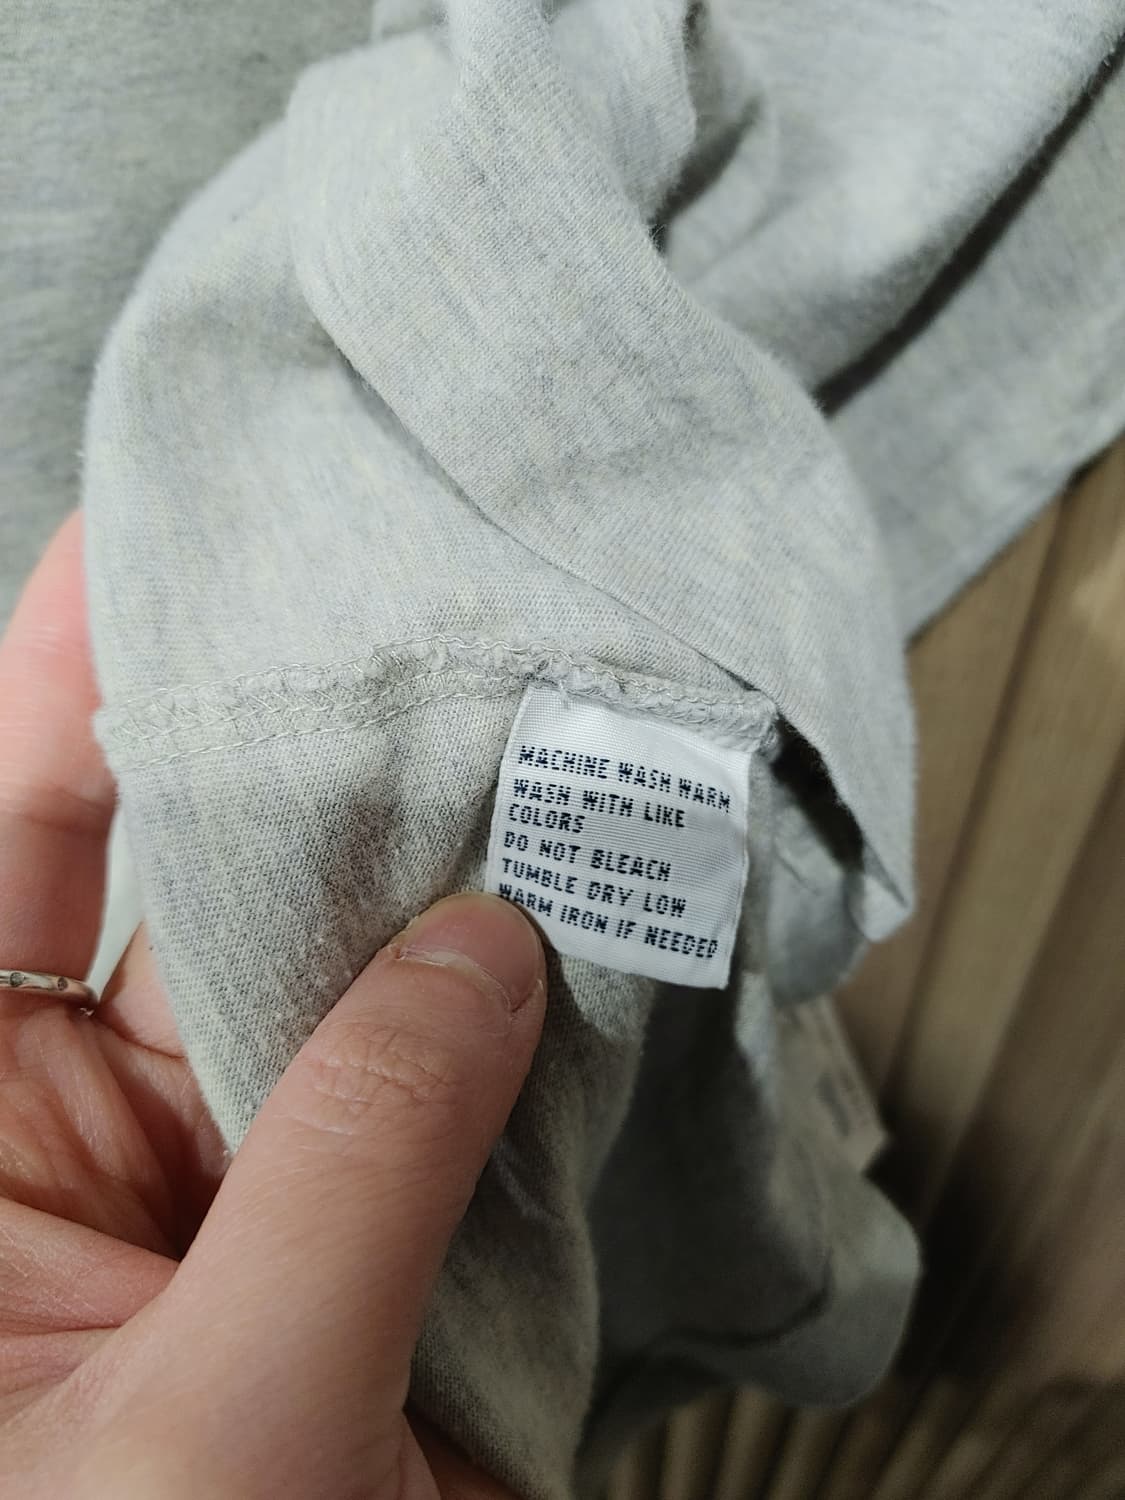 MACHINE WASH WARM
WASH WITH LIKE
COLORS
DO NOT BLEACH
TUMBLE DRY LOW
WARM IRON IF NEEDED